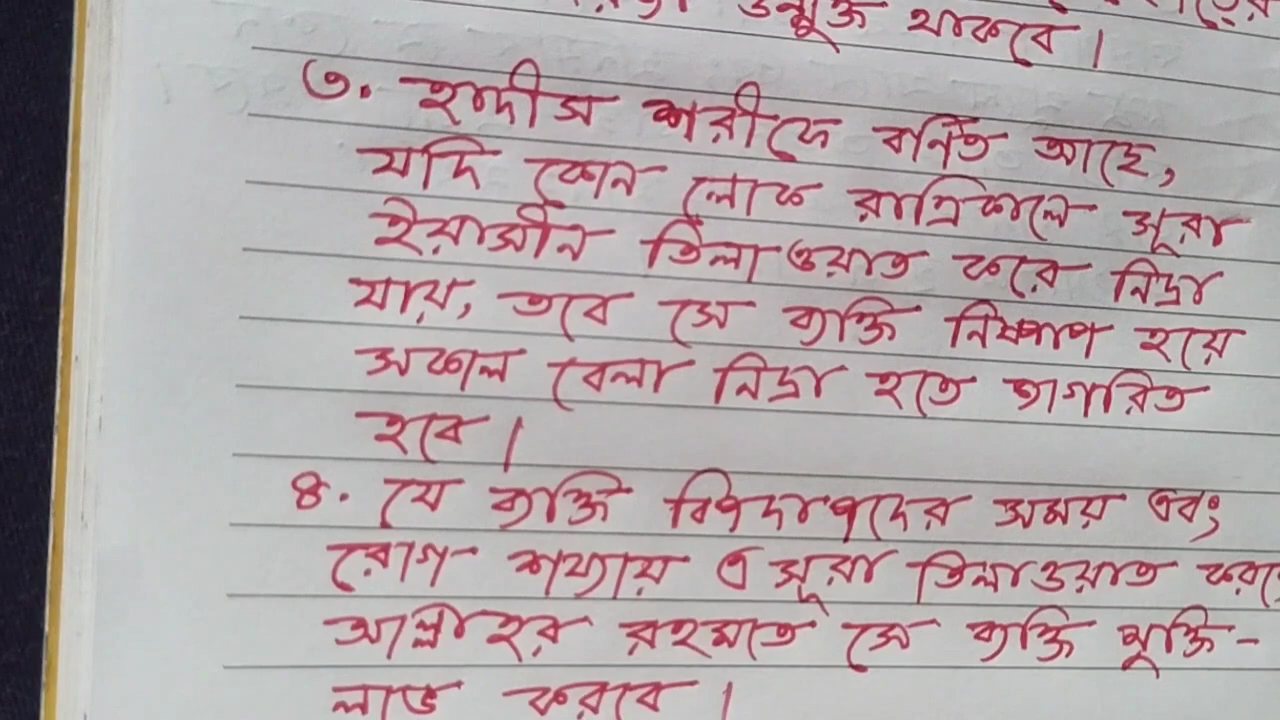 উন্মুক্ত থাকবে।
৩. হাদীস শরীফে বর্ণিত আছে,
যদি কোন লোক রাত্রিকালে সূরা
ইয়াসীন তিলাওয়াত করে নিদ্রা
যায়, তবে সে ব্যক্তি নিষ্পাপ হয়ে
সকাল বেলা নিদ্রা হতে জাগরিত
হবে।
৪. যে ব্যক্তি বিপদাপদের সময় এবং
রোগ শয্যায় এ সূরা তিলাওয়াত করবে
আল্লাহর রহমতে সে ব্যক্তি মুক্তি-
লাভ করবে।